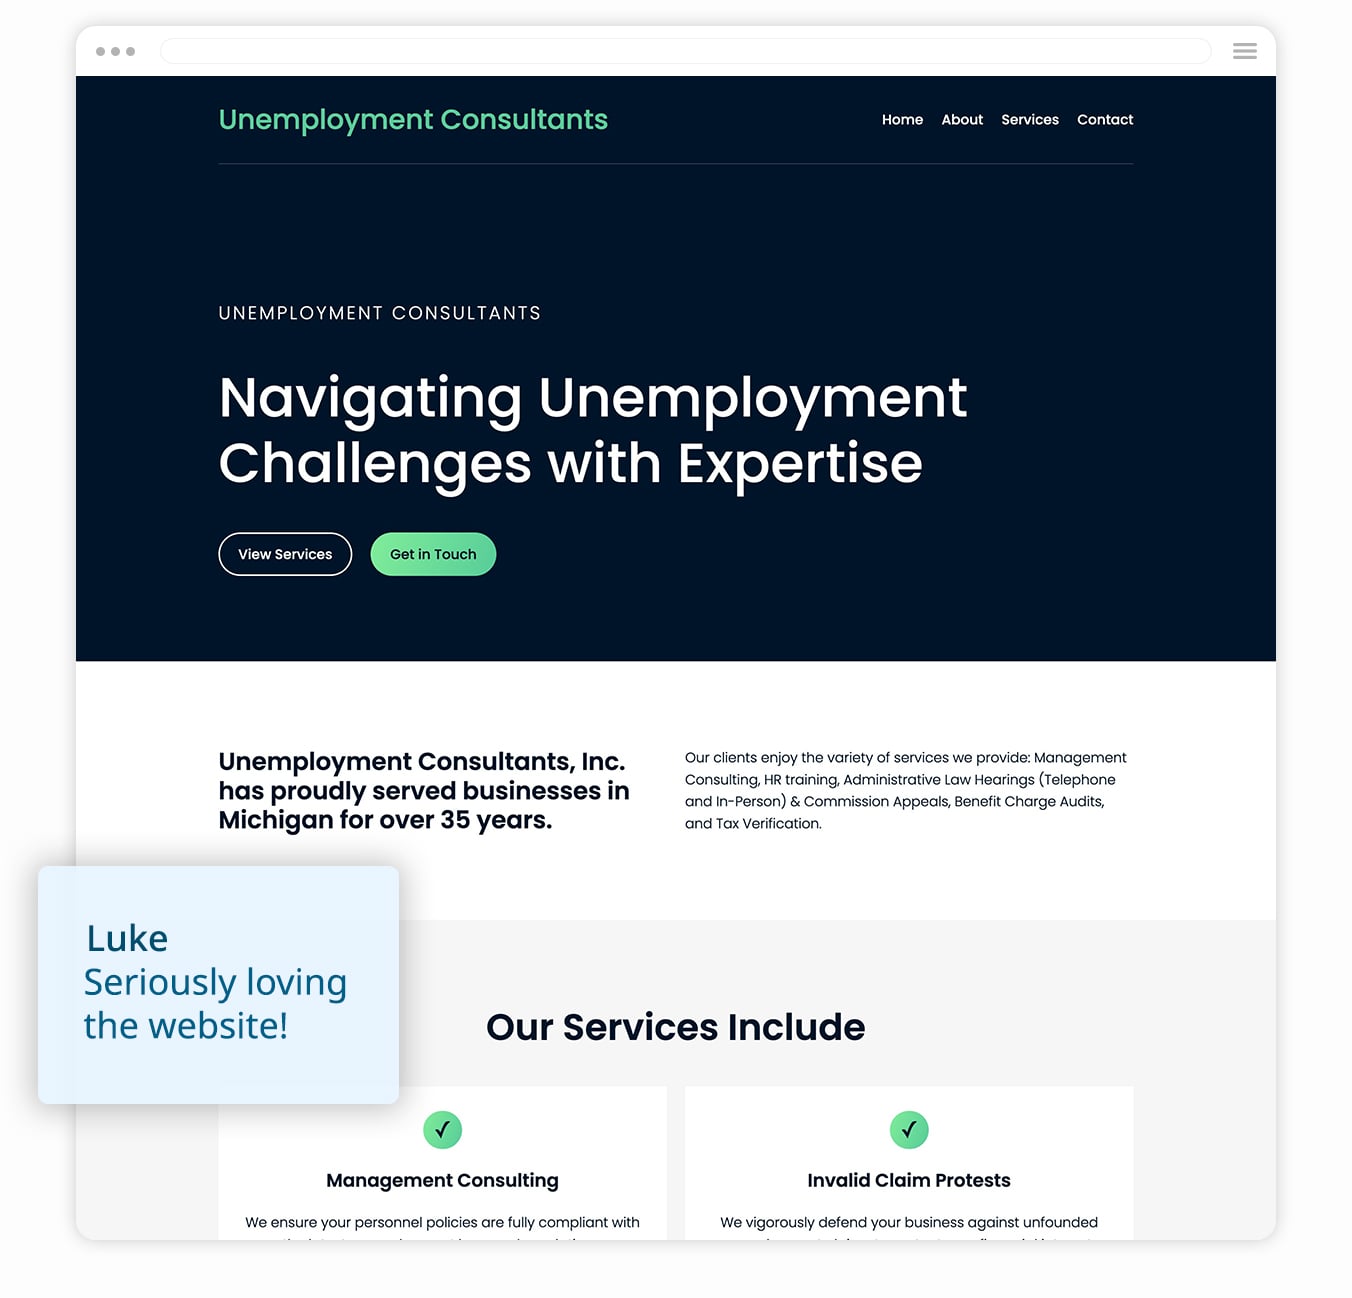 Unemployment Consultants
Home About Services Contact
UNEMPLOYMENT CONSULTANTS
Navigating Unemployment
Challenges with Expertise
View Services Get in Touch
Unemployment Consultants, Inc.
has proudly served businesses in
Michigan for over 35 years.
Our clients enjoy the variety of services we provide: Management
Consulting, HR training, Administrative Law Hearings (Telephone
and In-Person) & Commission Appeals, Benefit Charge Audits,
and Tax Verification.
Luke
Seriously loving
the website!
Our Services Include
Management Consulting
We ensure your personnel policies are fully compliant with
Invalid Claim Protests
We vigorously defend your business against unfounded